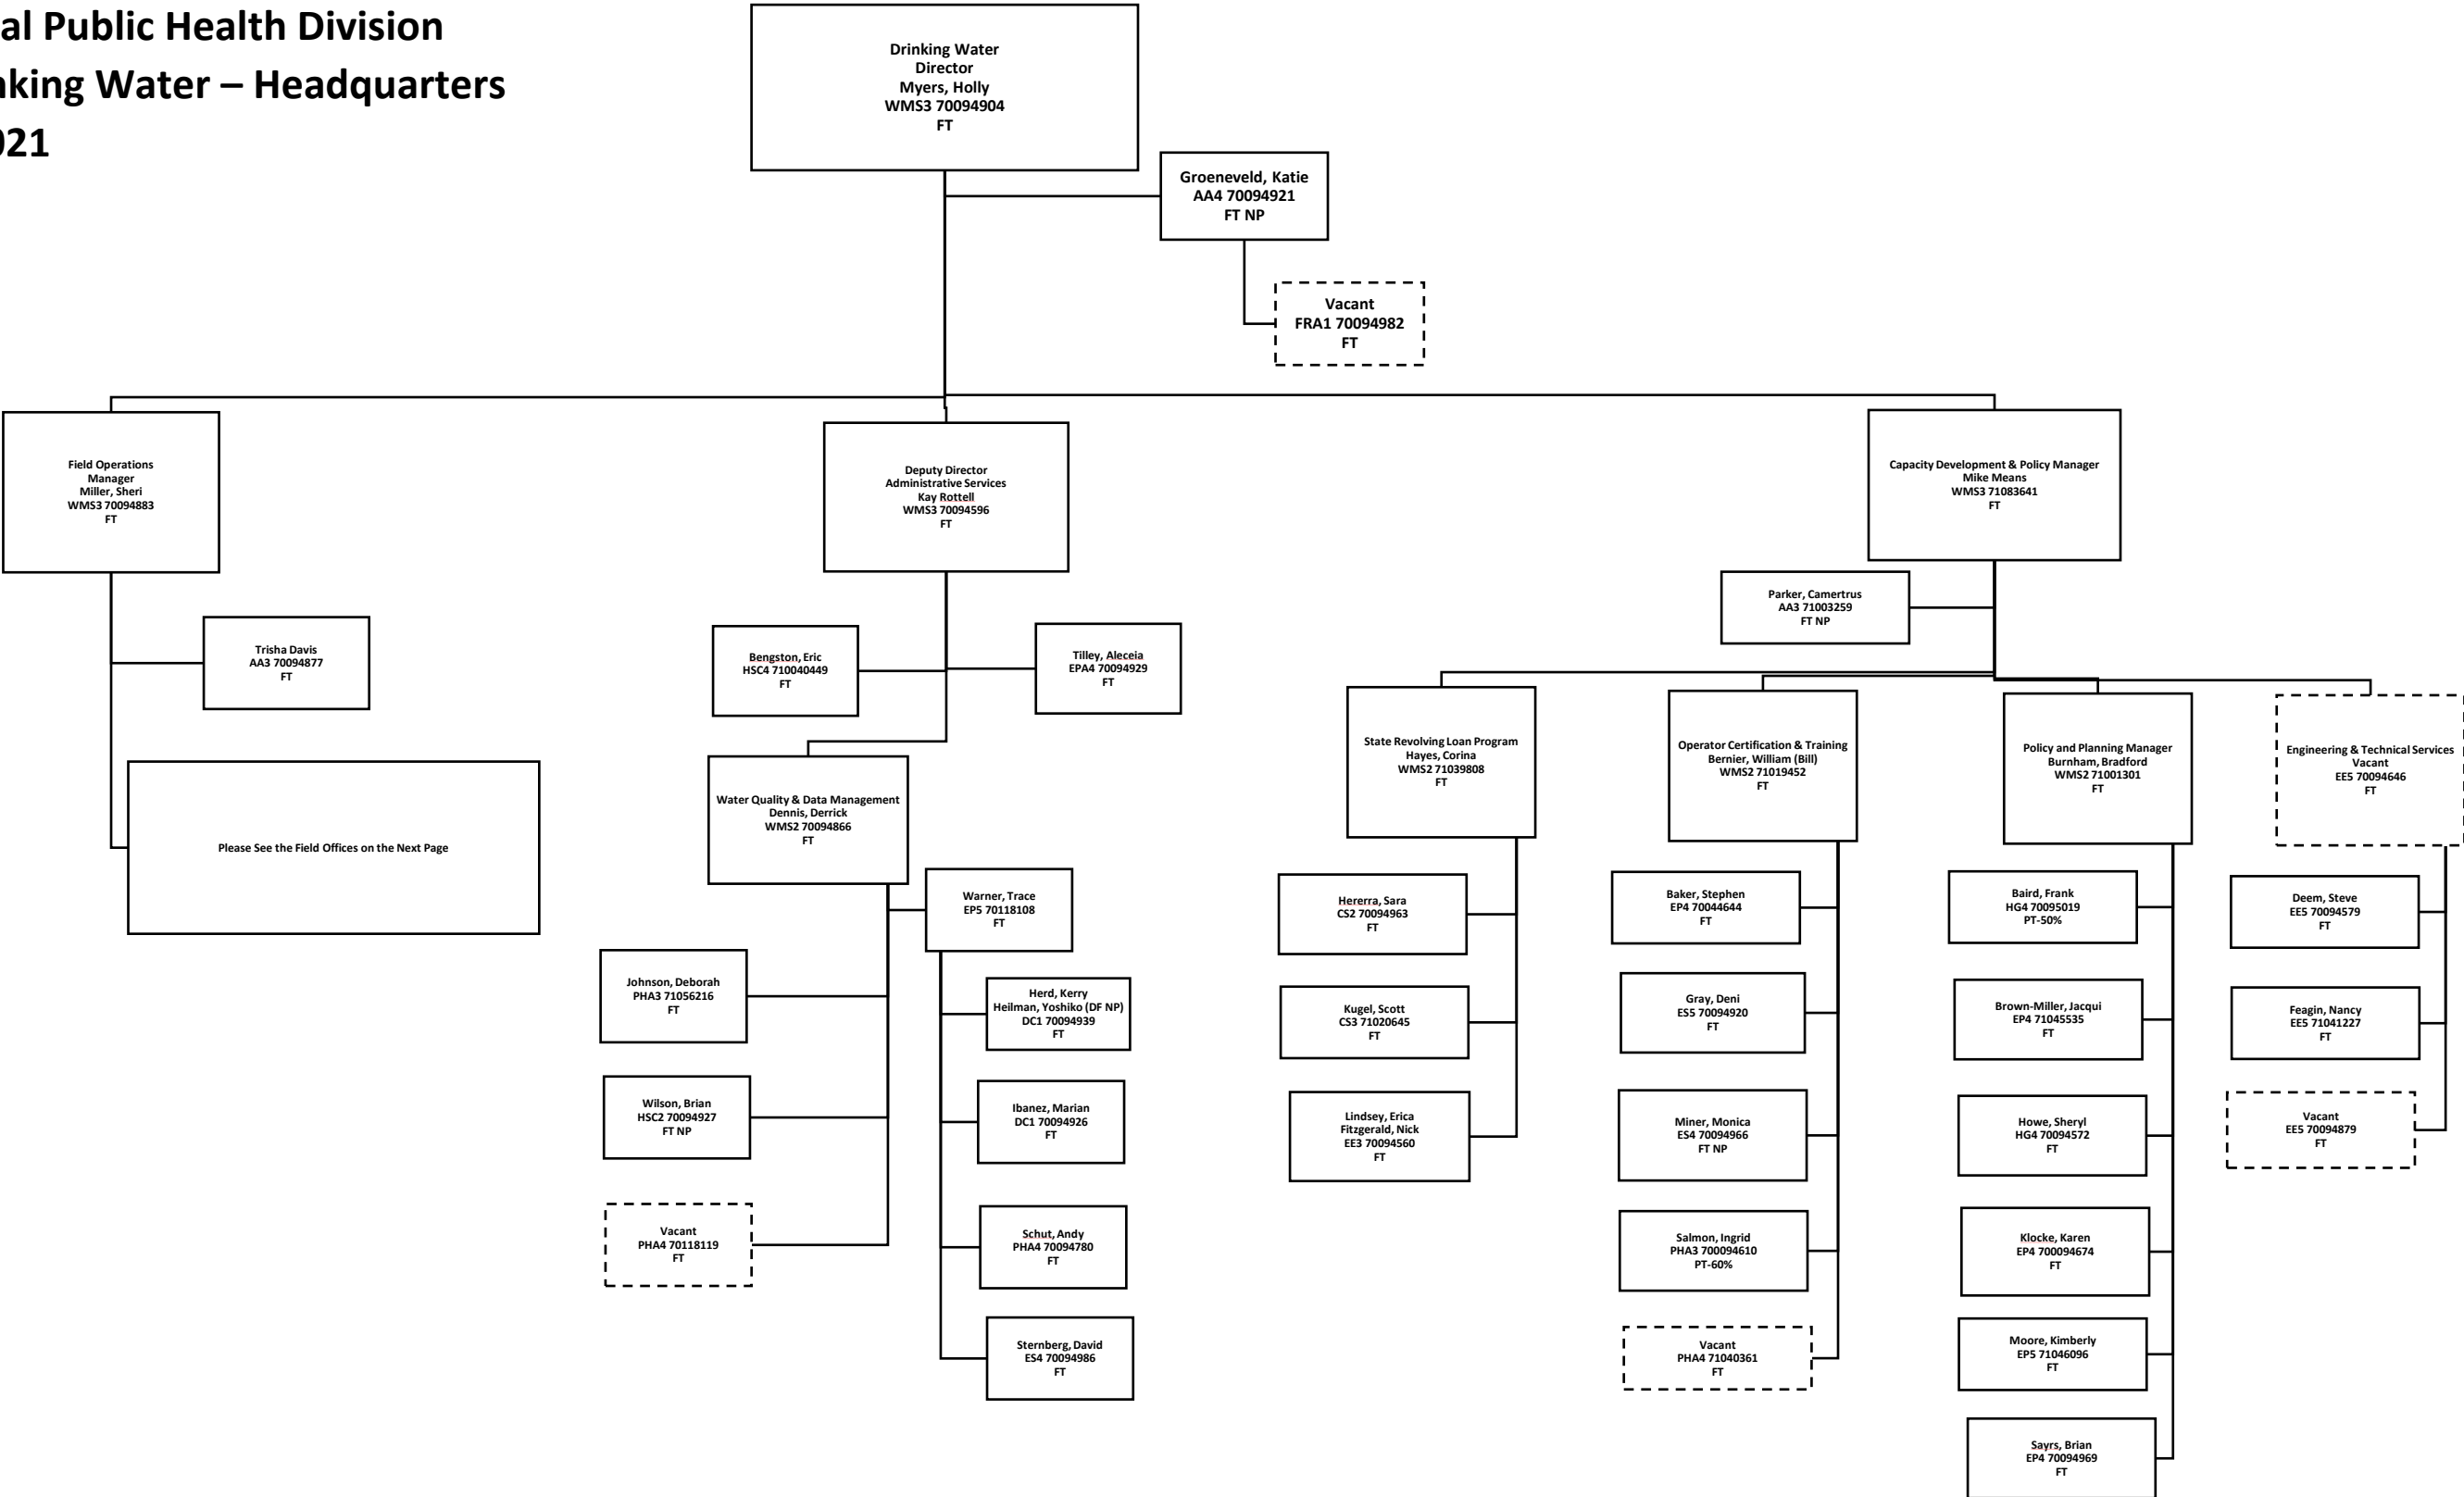 al Public Health Division
nking Water – Headquarters
021
Drinking Water
Director
Myers, Holly
WMS3 70094904
FT
Groeneveld, Katie
AA4 70094921
FT NP
Vacant
FRA1 70094982
FT
Field Operations
Manager
Miller, Sheri
WMS3 70094883
FT
Deputy Director
Administrative Services
Kay Rottell
WMS3 70094596
FT
Capacity Development & Policy Manager
Mike Means
WMS3 71083641
FT
Parker, Camertrus
AA3 71003259
FT NP
Trisha Davis
AA3 70094877
FT
Please See the Field Offices on the Next Page
Bengston, Eric
HSC4 710040449
FT
Tilley, Aleceia
EPA4 70094929
FT
Water Quality & Data Management
Dennis, Derrick
WMS2 70094866
FT
Warner, Trace
EP5 70118108
FT
Johnson, Deborah
PHA3 71056216
FT
Wilson, Brian
HSC2 70094927
FT NP
Vacant
PHA4 70118119
FT
Herd, Kerry
Heilman, Yoshiko (DF NP)
DC1 70094939
FT
Ibanez, Marian
DC1 70094926
FT
Schut, Andy
PHA4 70094780
FT
Sternberg, David
ES4 70094986
FT
State Revolving Loan Program
Hayes, Corina
WMS2 71039808
FT
Hererra, Sara
CS2 70094963
FT
Kugel, Scott
CS3 71020645
FT
Lindsey, Erica
Fitzgerald, Nick
EE3 70094560
FT
Operator Certification & Training
Bernier, William (Bill)
WMS2 71019452
FT
Baker, Stephen
EP4 70044644
FT
Gray, Deni
ES5 70094920
FT
Miner, Monica
ES4 70094966
FT NP
Salmon, Ingrid
PHA3 700094610
PT-60%
Vacant
PHA4 71040361
FT
Policy and Planning Manager
Burnham, Bradford
WMS2 71001301
FT
Baird, Frank
HG4 70095019
PT-50%
Brown-Miller, Jacqui
EP4 71045535
FT
Howe, Sheryl
HG4 70094572
FT
Klocke, Karen
EP4 700094674
FT
Moore, Kimberly
EP5 71046096
FT
Sayrs, Brian
EP4 70094969
FT
Engineering & Technical Services
Vacant
EE5 70094646
FT
Deem, Steve
EE5 70094579
FT
Feagin, Nancy
EE5 71041227
FT
Vacant
EE5 70094879
FT